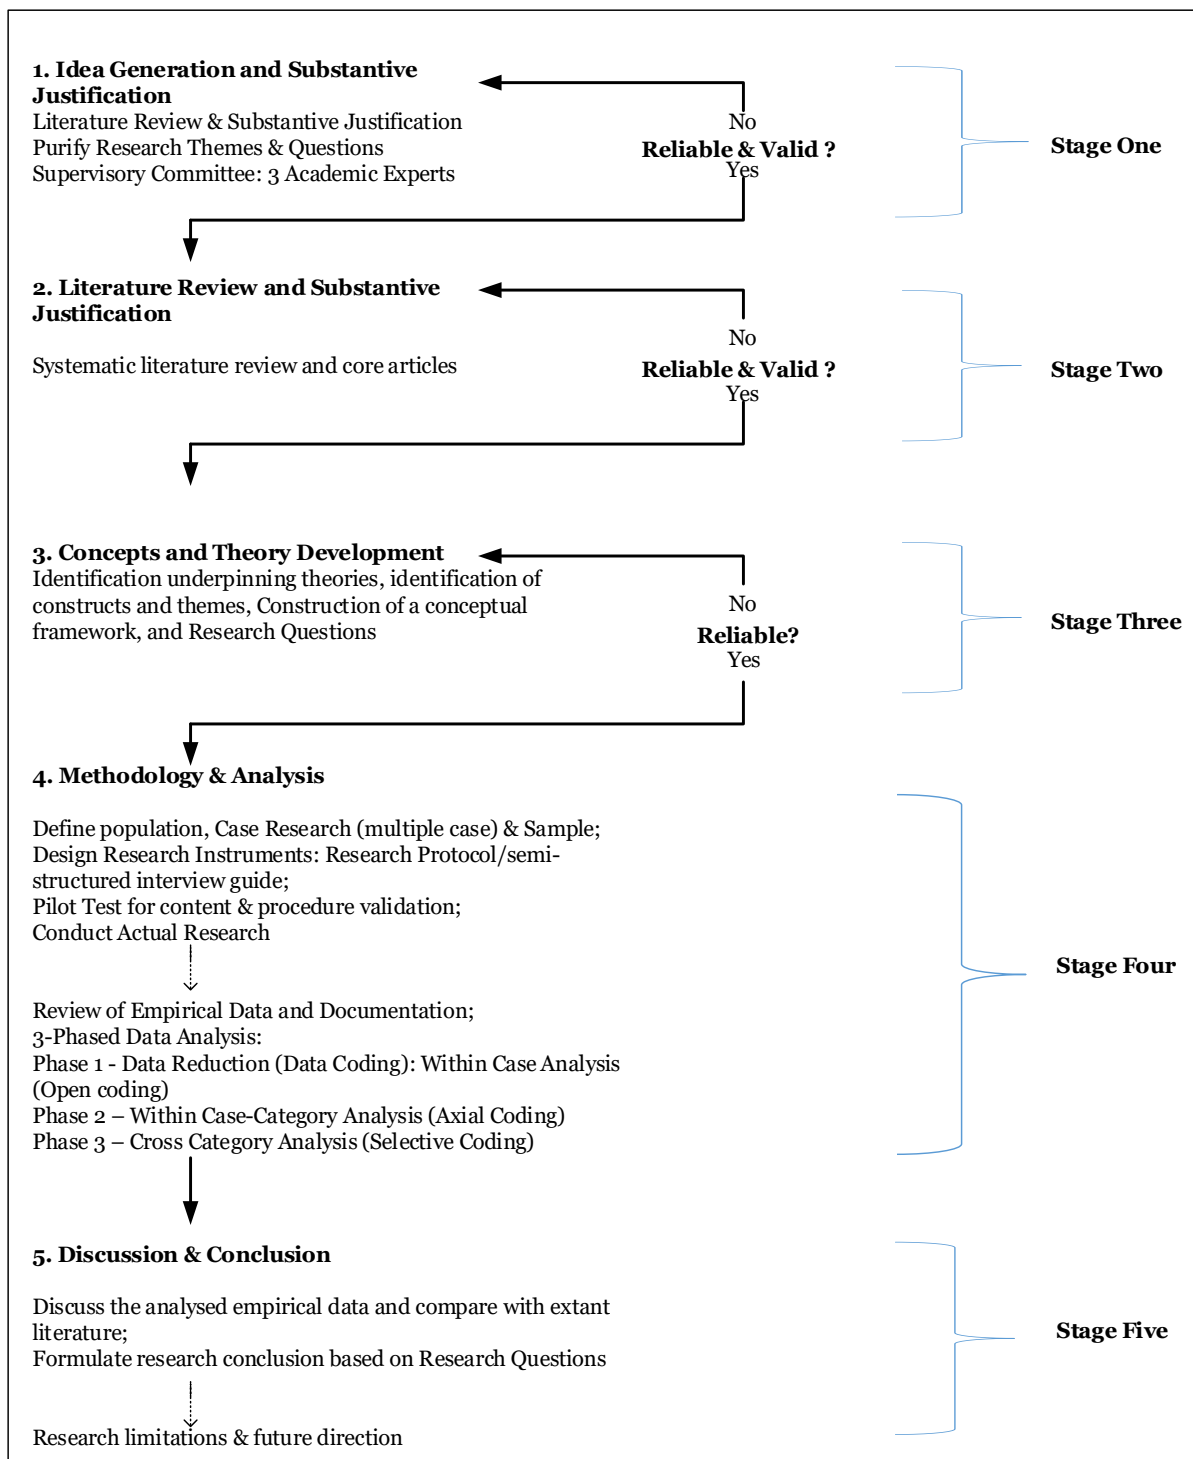 1. Idea Generation and Substantive
Justification
Literature Review & Substantive Justification
Purify Research Themes & Questions
Supervisory Committee: 3 Academic Experts
No
Reliable & Valid ?
Yes
Stage One
2. Literature Review and Substantive
Justification
Systematic literature review and core articles
No
Reliable & Valid ?
Yes
Stage Two
3. Concepts and Theory Development
Identification underpinning theories, identification of
constructs and themes, Construction of a conceptual
framework, and Research Questions
No
Reliable?
Yes
Stage Three
4. Methodology & Analysis
Define population, Case Research (multiple case) & Sample;
Design Research Instruments: Research Protocol/semi-
structured interview guide;
Pilot Test for content & procedure validation;
Conduct Actual Research
Review of Empirical Data and Documentation;
3-Phased Data Analysis:
Phase 1 - Data Reduction (Data Coding): Within Case Analysis
(Open coding)
Phase 2 – Within Case-Category Analysis (Axial Coding)
Phase 3 – Cross Category Analysis (Selective Coding)
Stage Four
5. Discussion & Conclusion
Discuss the analysed empirical data and compare with extant
literature;
Formulate research conclusion based on Research Questions
Research limitations & future direction
Stage Five